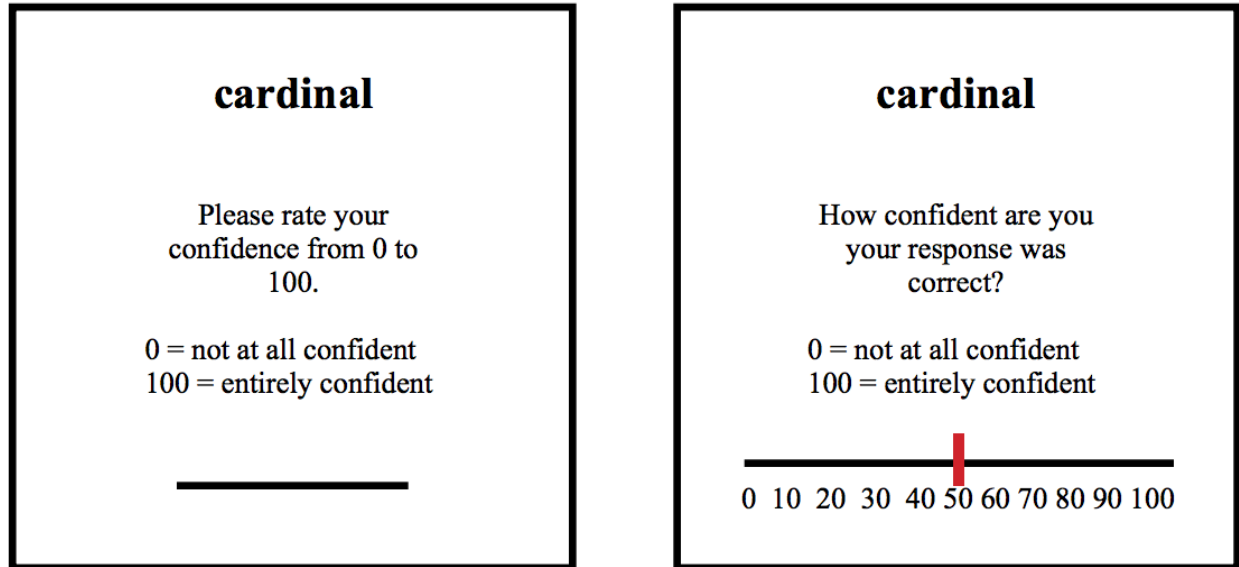 cardinal
Please rate your
confidence from 0 to
100.
0 = not at all confident
100 = entirely confident
cardinal
How confident are you
your response was
correct?
0 = not at all confident
100 = entirely confident
0 10 20 30 40 50 60 70 80 90 100